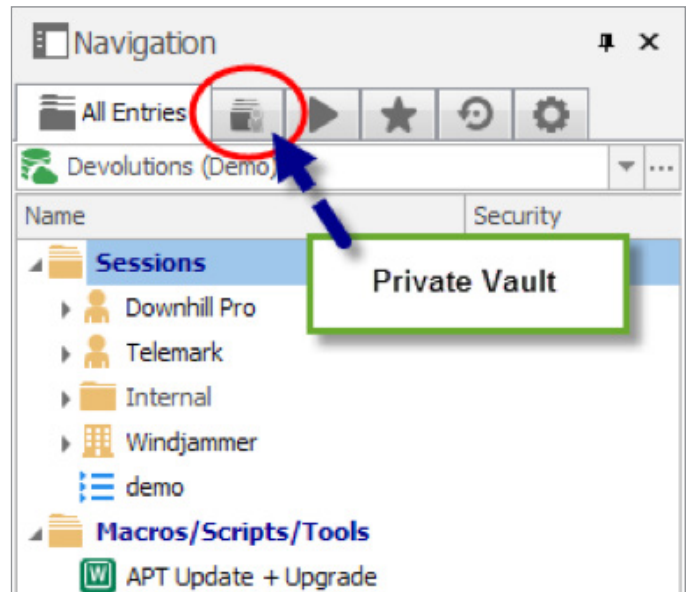 Navigation
All Entries
Devolutions (Demo)
Name Security
Sessions
Private Vault
Downhill Pro
Telemark
Internal
Windjammer
demo
Macros/Scripts/Tools
W APT Update + Upgrade